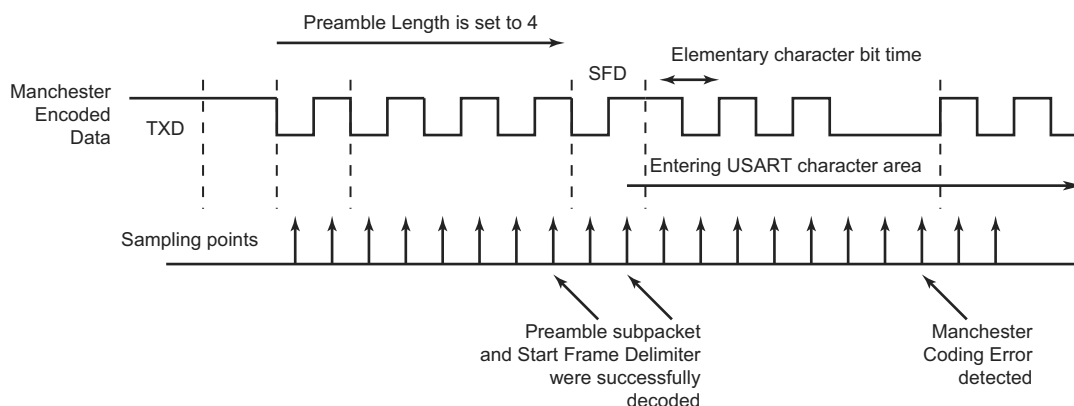 Preamble Length is set to 4
Elementary character bit time
SFD
Manchester
Encoded
Data
TXD
Entering USART character area
Sampling points
Preamble subpacket
and Start Frame Delimiter
were successfully
decoded
Manchester
Coding Error
detected